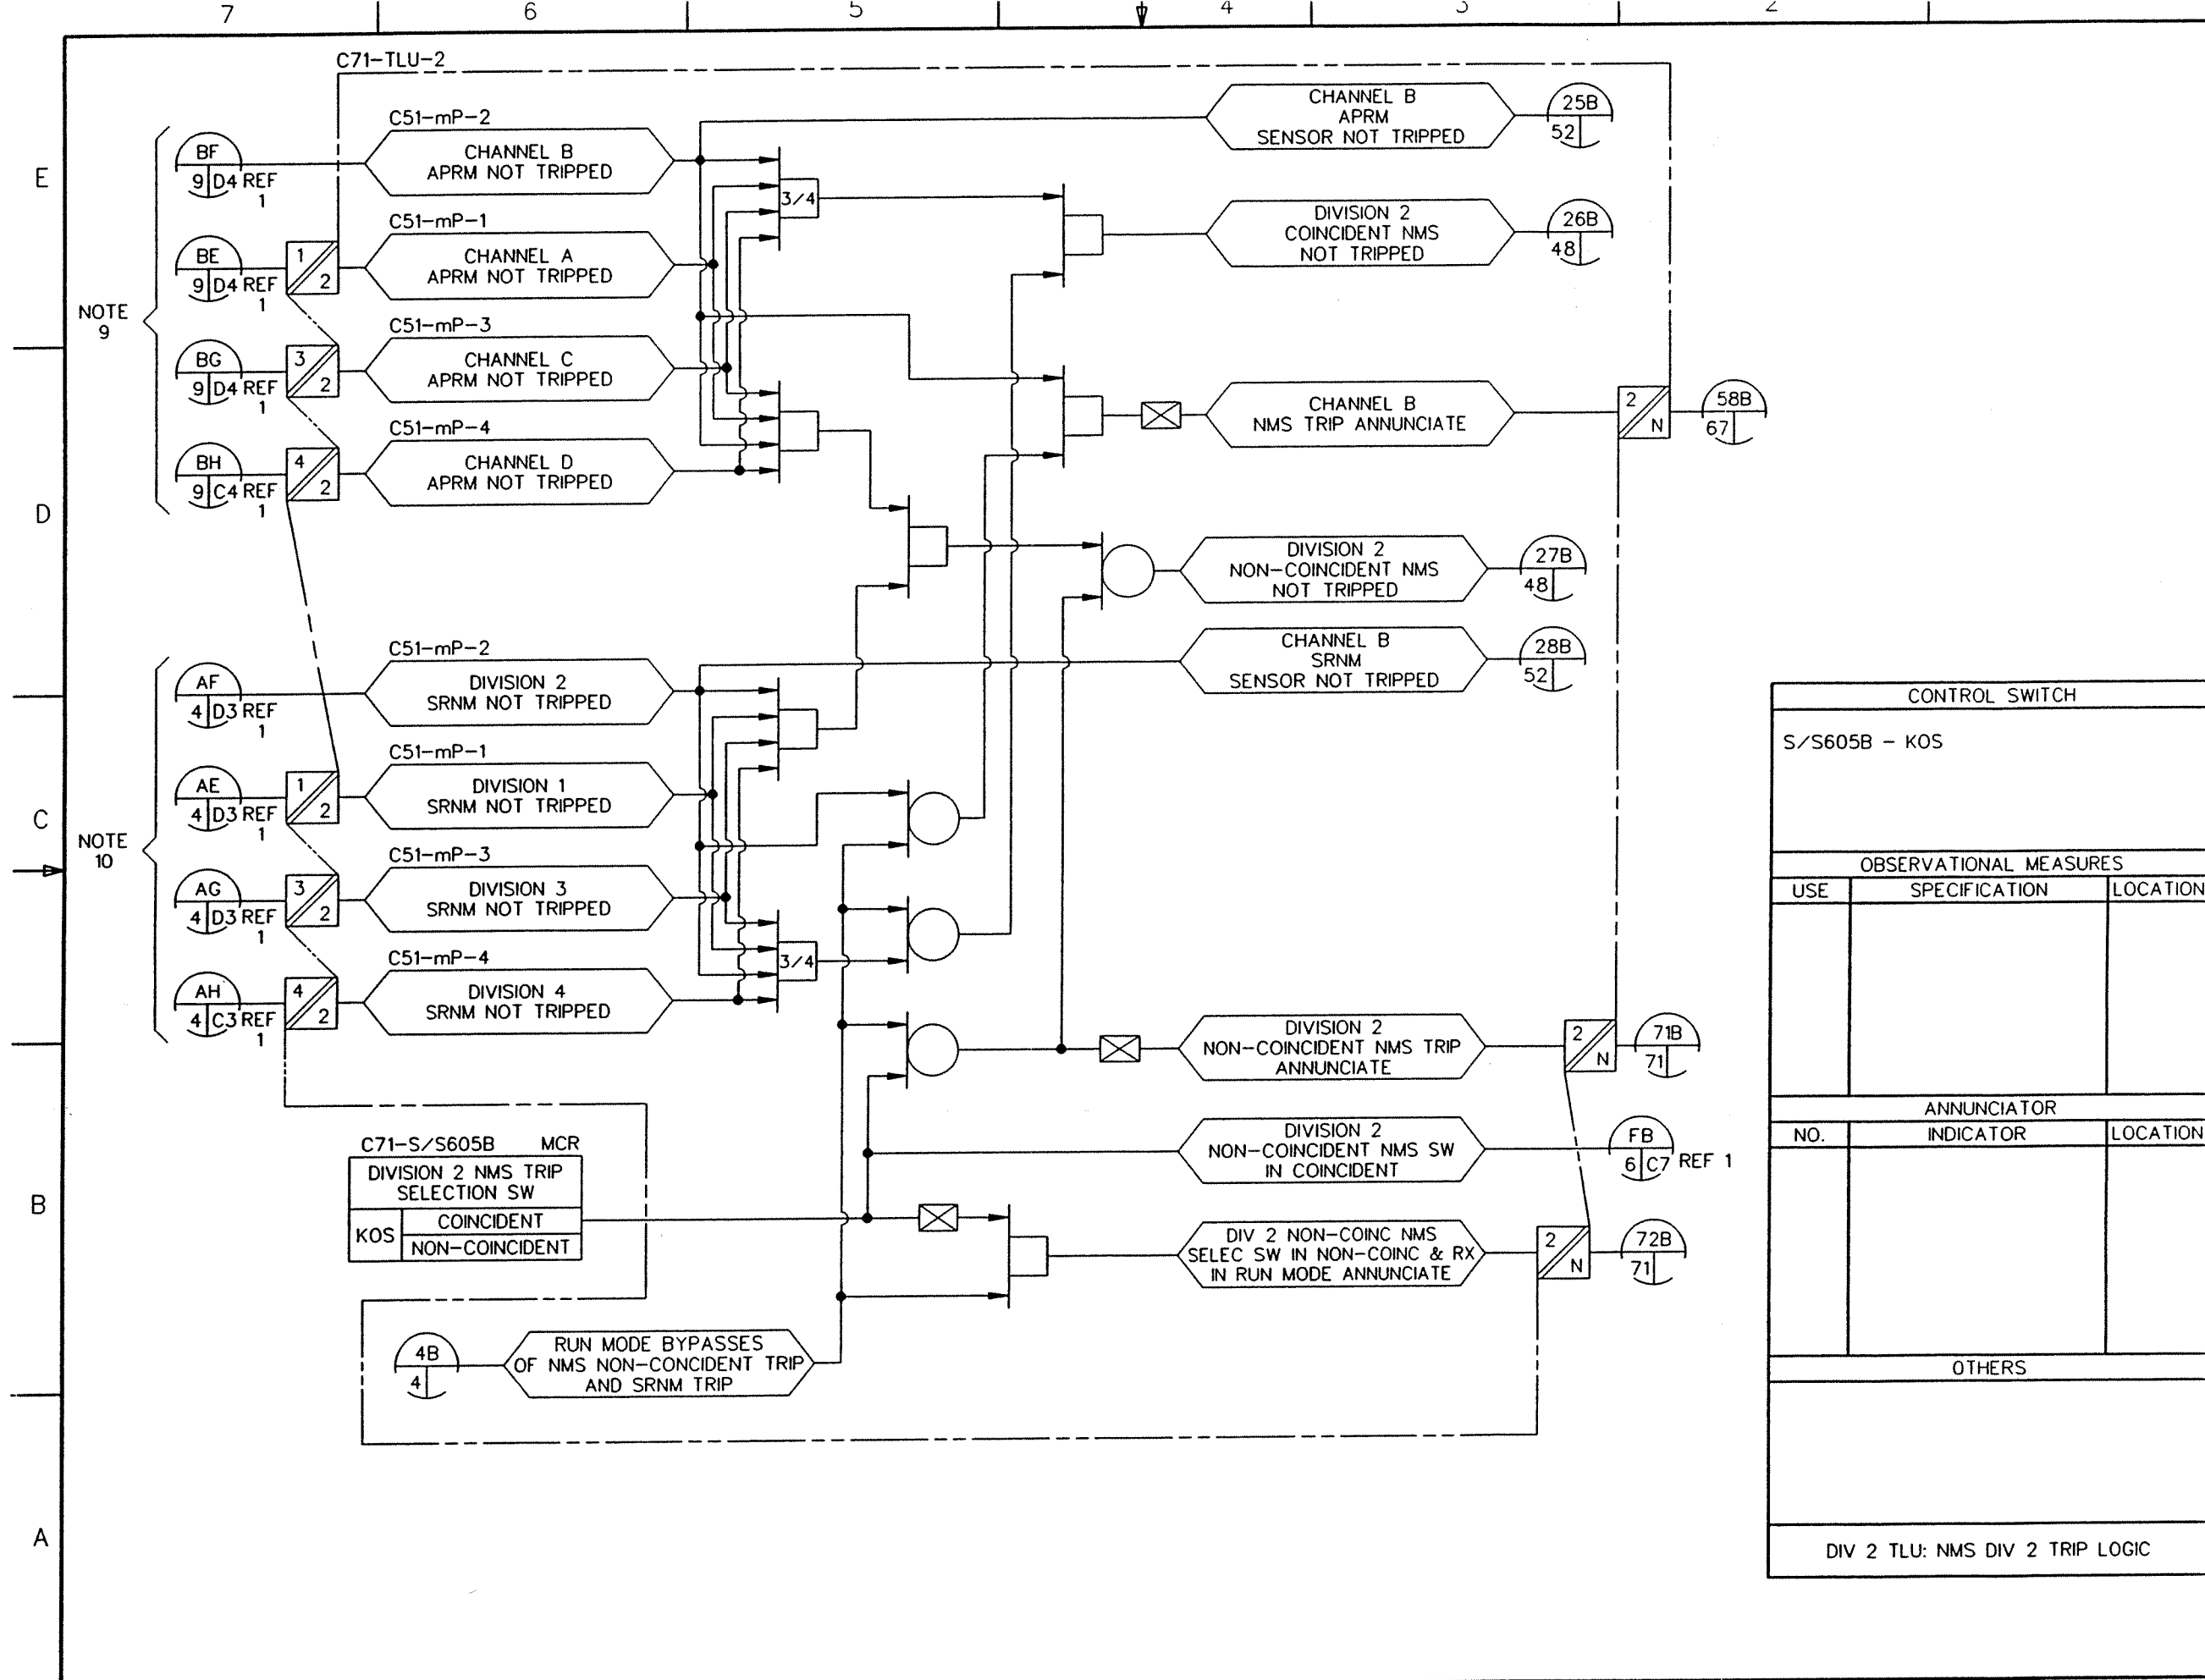 7 6 5 4 3 2
C71-TLU-2
E
D
C
B
A
NOTE
9
BF
9 D4 REF
1
C51-mP-2
CHANNEL B
APRM NOT TRIPPED
BE
9 D4 REF
1
1
2
C51-mP-1
CHANNEL A
APRM NOT TRIPPED
BG
9 D4 REF
1
3
2
C51-mP-3
CHANNEL C
APRM NOT TRIPPED
BH
9 C4 REF
1
4
2
C51-mP-4
CHANNEL D
APRM NOT TRIPPED
3/4
CHANNEL B
APRM
SENSOR NOT TRIPPED
25B
52
DIVISION 2
COINCIDENT NMS
NOT TRIPPED
26B
48
CHANNEL B
NMS TRIP ANNUNCIATE
2
N
58B
67
DIVISION 2
NON-COINCIDENT NMS
NOT TRIPPED
27B
48
CHANNEL B
SRNM
SENSOR NOT TRIPPED
28B
52
NOTE
10
AF
4 D3 REF
1
C51-mP-2
DIVISION 2
SRNM NOT TRIPPED
AE
4 D3 REF
1
1
2
C51-mP-1
DIVISION 1
SRNM NOT TRIPPED
AG
4 D3 REF
1
3
2
C51-mP-3
DIVISION 3
SRNM NOT TRIPPED
AH
4 C3 REF
1
4
2
C51-mP-4
DIVISION 4
SRNM NOT TRIPPED
3/4
DIVISION 2
NON-COINCIDENT NMS TRIP
ANNUNCIATE
2
N
71B
71
DIVISION 2
NON-COINCIDENT NMS SW
IN COINCIDENT
FB
6 C7 REF 1
C71-S/S605B MCR
DIVISION 2 NMS TRIP
SELECTION SW
KOS
COINCIDENT
NON-COINCIDENT
DIV 2 NON-COINC NMS
SELEC SW IN NON-COINC & RX
IN RUN MODE ANNUNCIATE
2
N
72B
71
4B
4
RUN MODE BYPASSES
OF NMS NON-CONCIDENT TRIP
AND SRNM TRIP
CONTROL SWITCH
S/S605B - KOS
OBSERVATIONAL MEASURES
USE SPECIFICATION LOCATION
ANNUNCIATOR
NO. INDICATOR LOCATION
OTHERS
DIV 2 TLU: NMS DIV 2 TRIP LOGIC